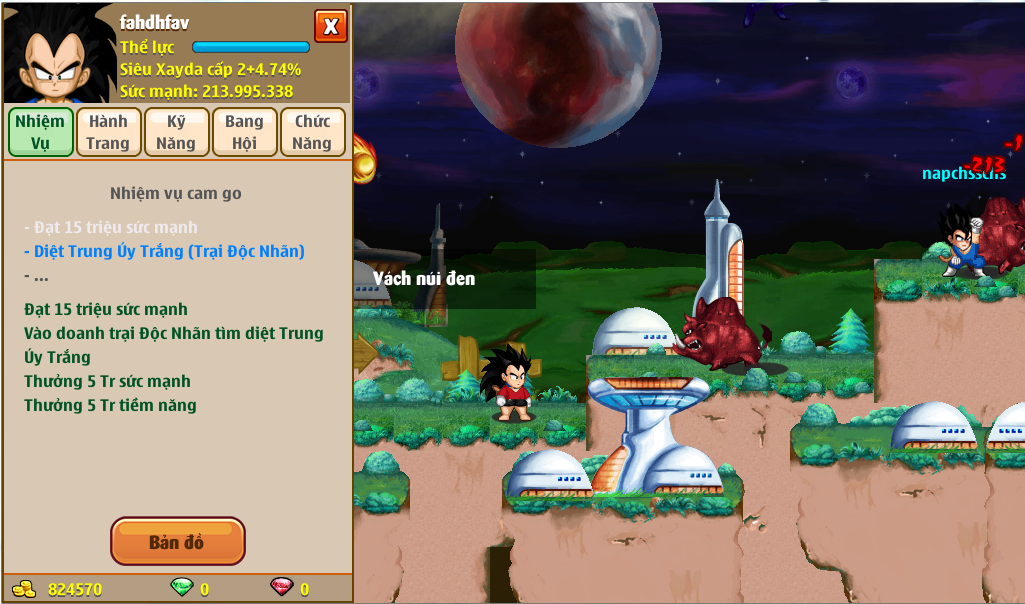 fahdhfav
X
Thể lực
Siêu Xayda cấp 2+4.74%
Sức mạnh: 213.995.338
Nhiệm Vụ
Hành Trang
Kỹ Năng
Bang Hội
Chức Năng
Nhiệm vụ cam go
- Đạt 15 triệu sức mạnh
- Diệt Trung Úy Trắng (Trại Độc Nhãn)
- ...
Đạt 15 triệu sức mạnh
Vào doanh trại Độc Nhãn tìm diệt Trung
Úy Trắng
Thưởng 5 Tr sức mạnh
Thưởng 5 Tr tiềm năng
Bản đồ
824570
0
0
Vách núi đen
-1
-213